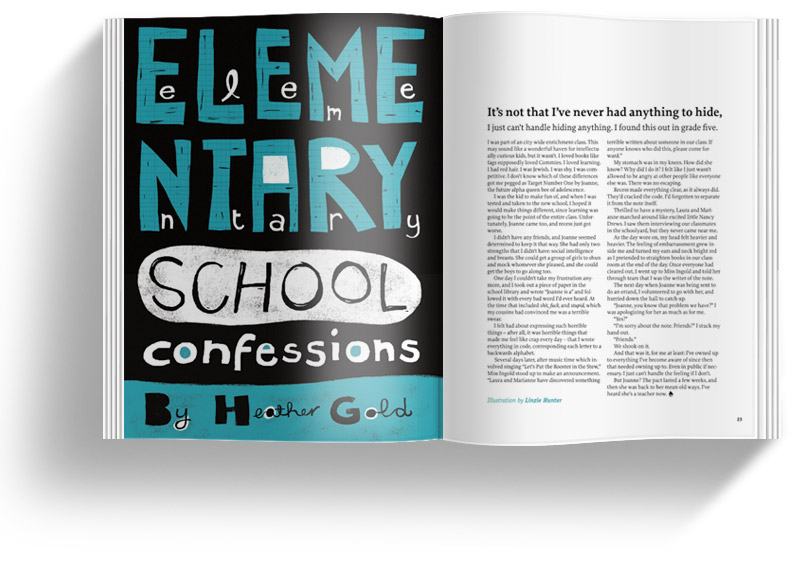 ELEME
eleme
NTARY
ntary
SCHOOL
confessions
By Heather Gold
It's not that I've never had anything to hide,
I just can't handle hiding anything. I found this out in grade five.
I was part of an city wide enrichment class. This
may sound like a wonderful haven for intellectu
ally curious kids, but it wasn't. I loved books like
fags supposedly loved Commies. I loved learning.
I had red hair. I was Jewish. I was shy. I was com-
petitive. I don't know which of these differences
got me pegged as Target Number One by Joanne,
the future alpha queen bee of adolescence.
I was the kid to make fun of, and when I was
tested and taken to the new school, I hoped it
would make things different, since learning was
going to be the point of the entire class. Unfor-
tunately, Joanne came too, and recess just got
worse.
I didn't have any friends, and Joanne seemed
determined to keep it that way. She had only two
strengths that I didn't have: social intelligence
and breasts. She could get a group of girls to shun
and mock whomever she pleased, and she could
get the boys to go along too.
One day I couldn't take my frustration any
more, and I took out a piece of paper in the
school library and wrote "Joanne is a" and fol-
lowed it with every bad word I'd ever heard. At
the time that included shit, fuck, and stupid, which
my cousins had convinced me was a terrible
swear.
I felt bad about expressing such horrible
things – after all, it was horrible things that
made me feel like crap every day – that I wrote
everything in code, corresponding each letter to a
backwards alphabet.
Several days later, after music time which in-
volved singing "Let's Put the Rooster in the Stew,"
Miss Ingold stood up to make an announcement.
"Laura and Marianne have discovered something
terrible written about someone in our class. If
anyone knows who did this, please come for
ward."
My stomach was in my knees. How did she
know? Why did I do it? I felt like I just wasn't
allowed to be angry at other people like everyone
else was. There was no escaping.
Recess made everything clear, as it always did.
They'd cracked the code. I'd forgotten to separate
it from the note itself.
Thrilled to have a mystery, Laura and Mari
anne marched around like excited little Nancy
Drews. I saw them interviewing our classmates
in the schoolyard, but they never came near me.
As the day wore on, my head felt heavier and
heavier. The feeling of embarrassment grew in
side me and turned my ears and neck bright red
as I pretended to straighten books in our class
room at the end of the day. Once everyone had
cleared out, I went up to Miss Ingold and told her
through tears that I was the writer of the note.
The next day when Joanne was being sent to
do an errand, I volunteered to go with her, and
hurried down the hall to catch up.
"Joanne, you know that problem we have?" I
was apologising for her as much as for me.
"Yes?"
"I'm sorry about the note. Friends?" I stuck my
hand out.
"Friends."
We shook on it.
And that was it, for me at least: I've owned up
to everything I've become aware of since then
that needed owning up to. Even in public if nec-
essary. I just can't handle the feeling if I don't.
But Joanne? The pact lasted a few weeks, and
then she was back to her mean old ways. I've
heard she's a teacher now.
Illustration by Linzie Hunter
23